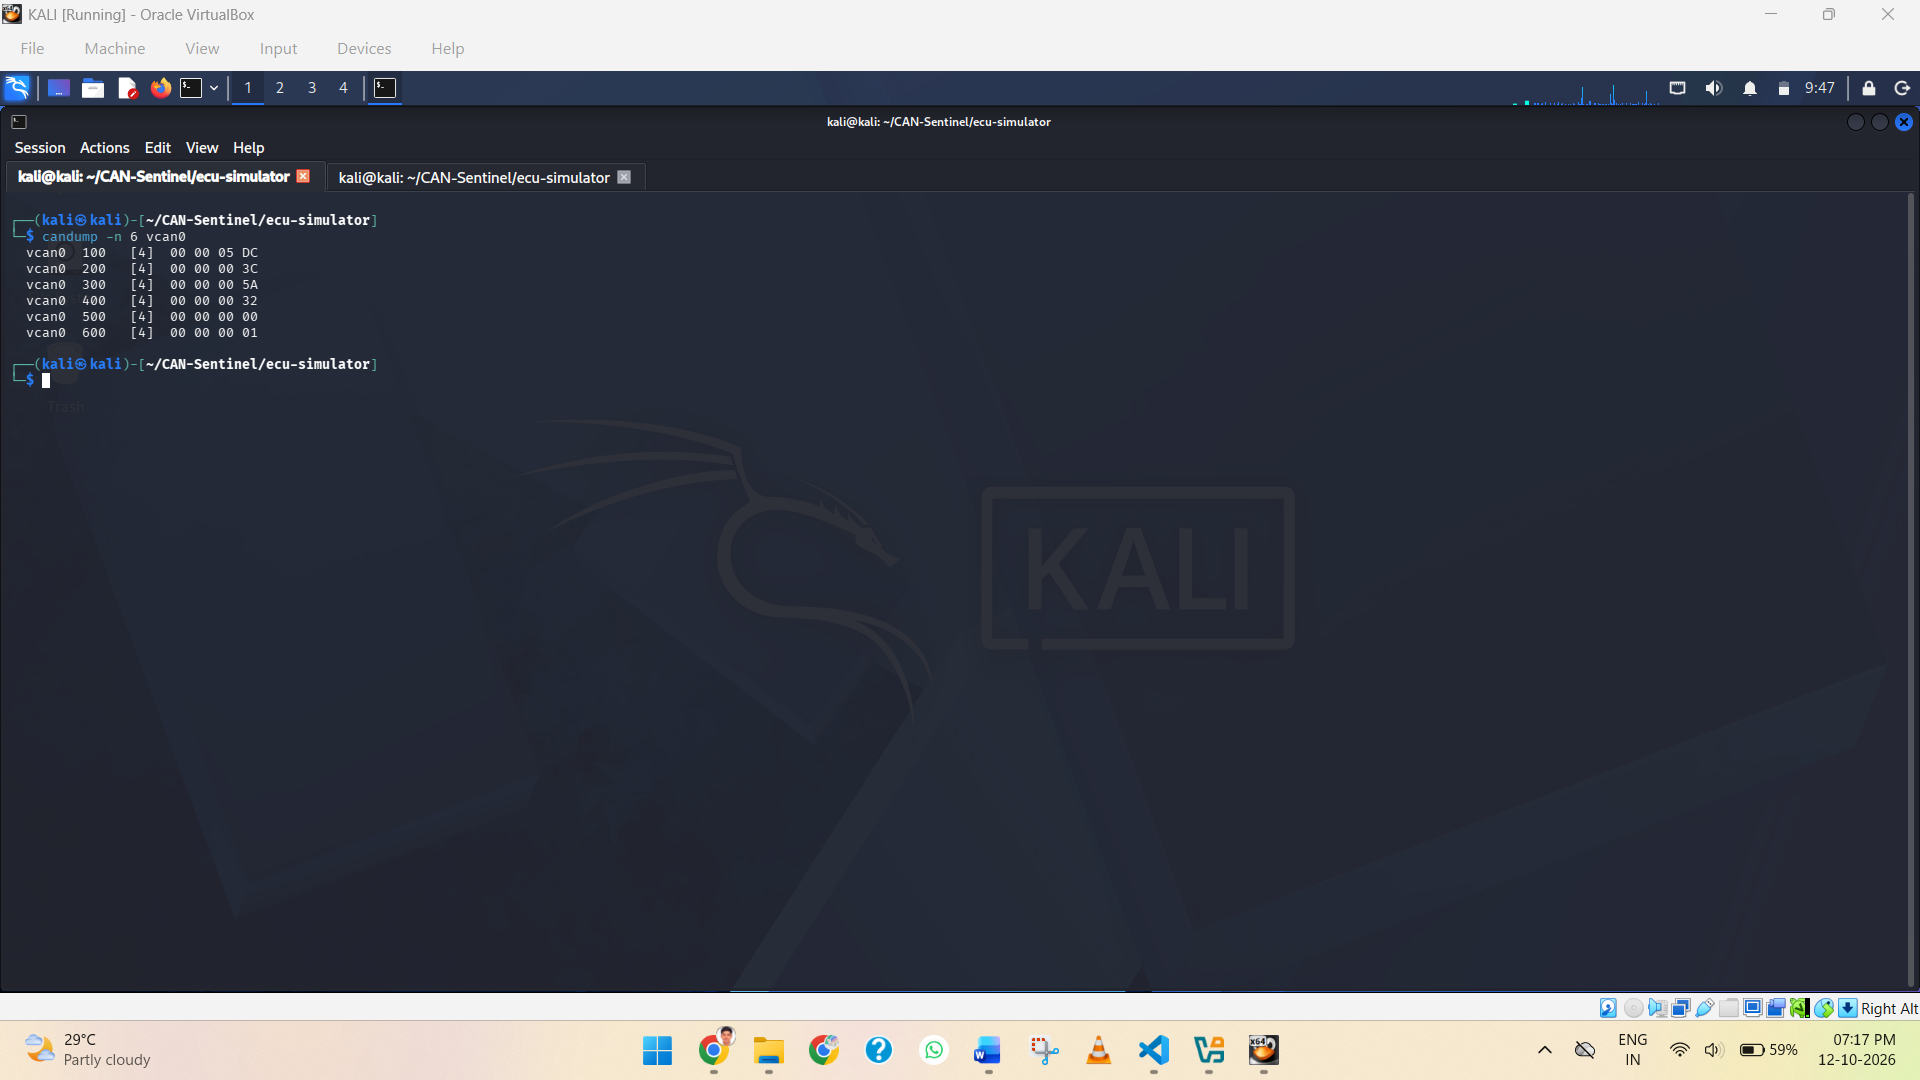 KALI [Running] - Oracle VirtualBox
File Machine View Input Devices Help
1 2 3 4 9:47
kali@kali: ~/CAN-Sentinel/ecu-simulator
Session Actions Edit View Help
kali@kali: ~/CAN-Sentinel/ecu-simulator kali@kali: ~/CAN-Sentinel/ecu-simulator
┌──(kali㉿kali)-[~/CAN-Sentinel/ecu-simulator]
└─$ candump -n 6 vcan0
vcan0  100   [4]  00 00 05 DC
vcan0  200   [4]  00 00 00 3C
vcan0  300   [4]  00 00 00 5A
vcan0  400   [4]  00 00 00 32
vcan0  500   [4]  00 00 00 00
vcan0  600   [4]  00 00 00 01
┌──(kali㉿kali)-[~/CAN-Sentinel/ecu-simulator]
└─$
Trash
KALI
Right Alt
29°C
Partly cloudy
ENG
IN
59%
07:17 PM
12-10-2026